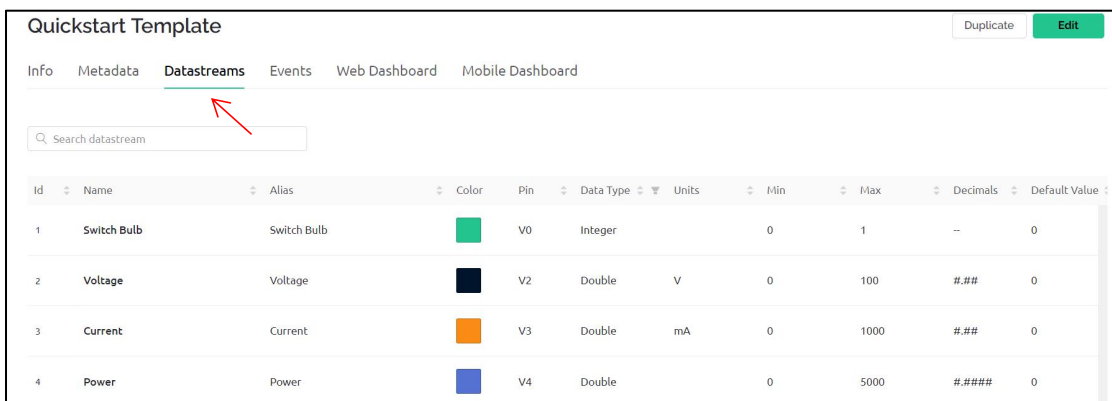 Quickstart Template Duplicate Edit
Info Metadata Datastreams Events Web Dashboard Mobile Dashboard
Search datastream
Id Name Alias Color Pin Data Type Units Min Max Decimals Default Value
1 Switch Bulb Switch Bulb V0 Integer 0 1 -- 0
2 Voltage Voltage V2 Double V 0 100 #.## 0
3 Current Current V3 Double mA 0 1000 #.## 0
4 Power Power V4 Double 0 5000 #.#### 0